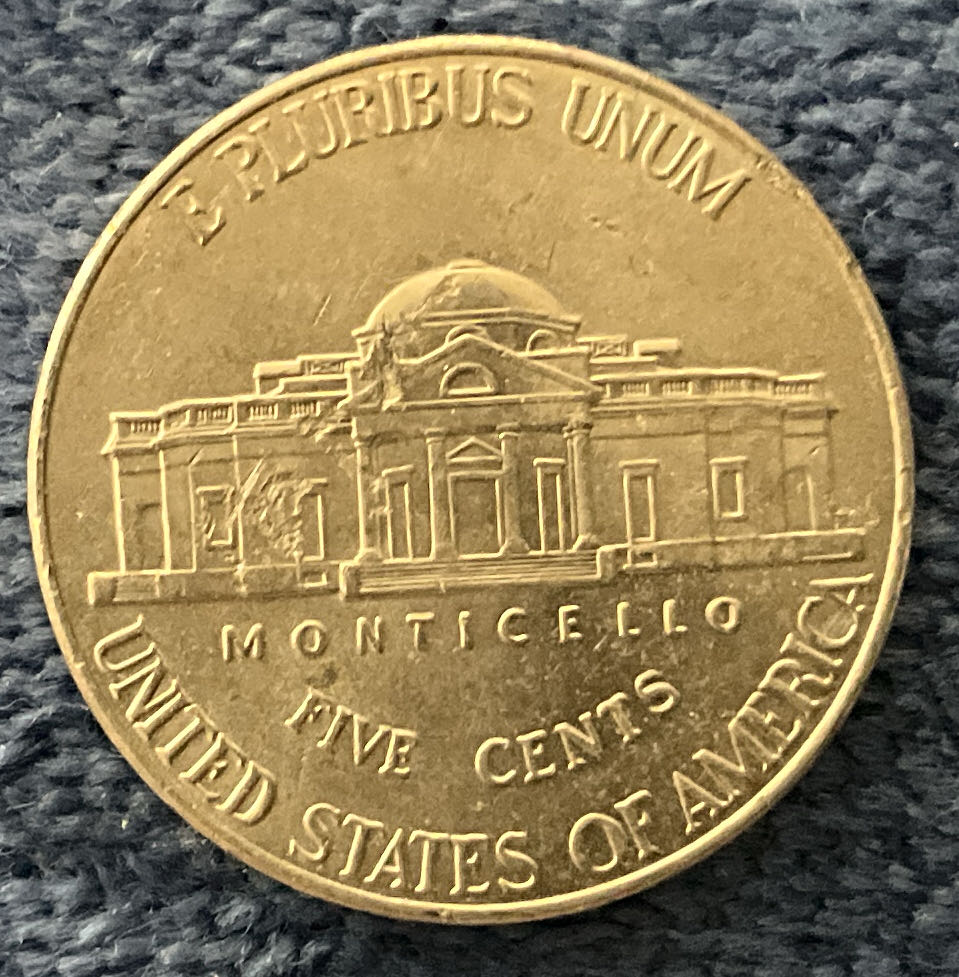 E PLURIBUS UNUM
MONTICELLO
FIVE CENTS
UNITED STATES OF AMERICA